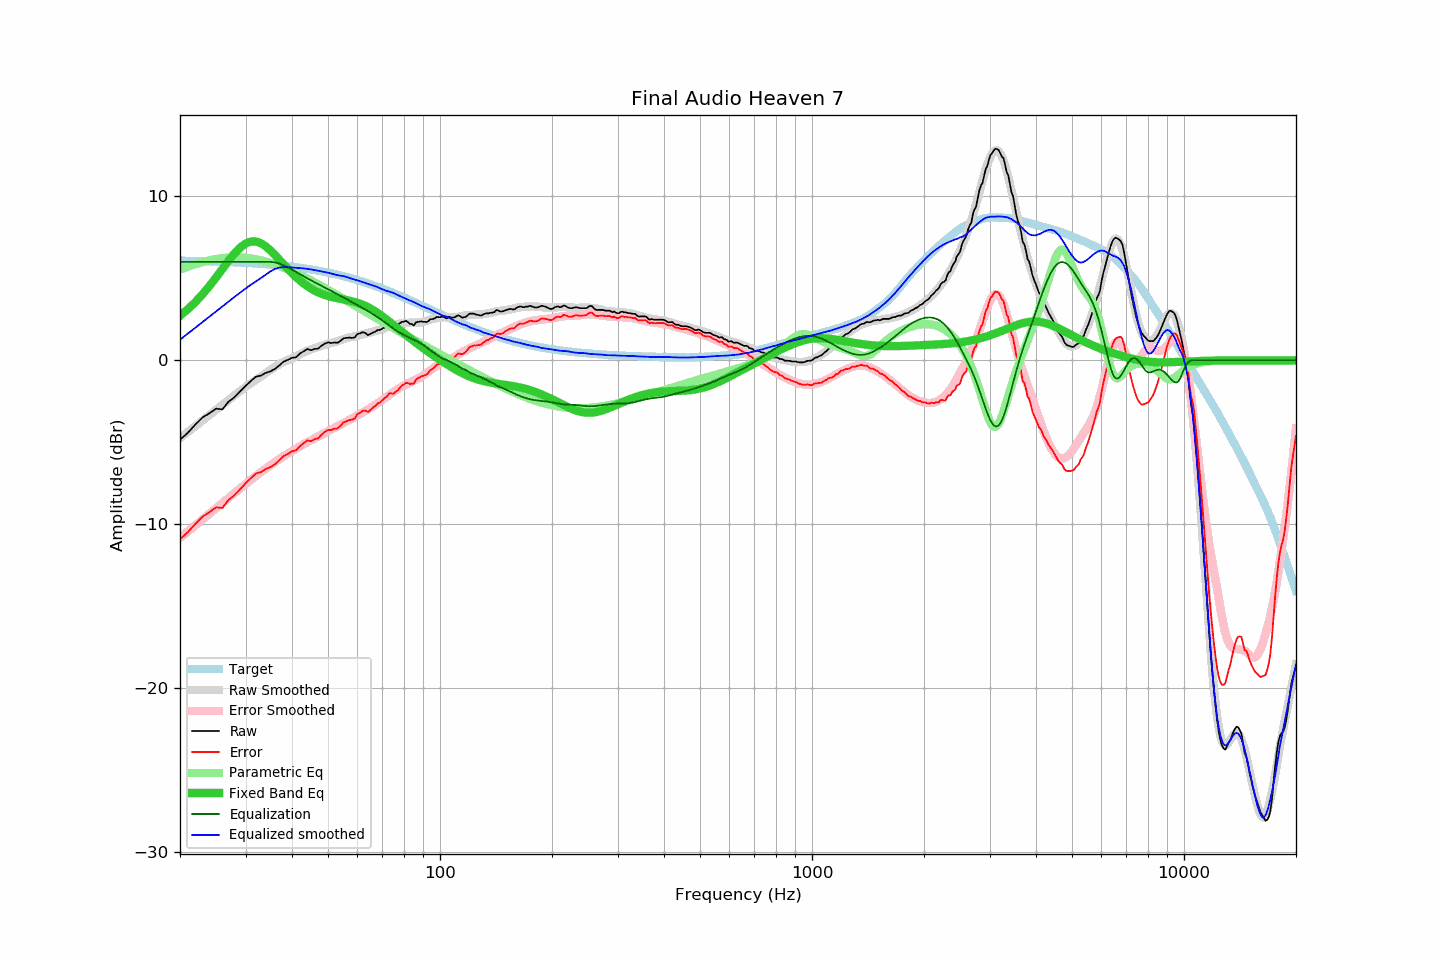 Final Audio Heaven 7
10
0
−10
−20
−30
Amplitude (dBr)
Target
Raw Smoothed
Error Smoothed
Raw
Error
Parametric Eq
Fixed Band Eq
Equalization
Equalized smoothed
100
1000
10000
Frequency (Hz)